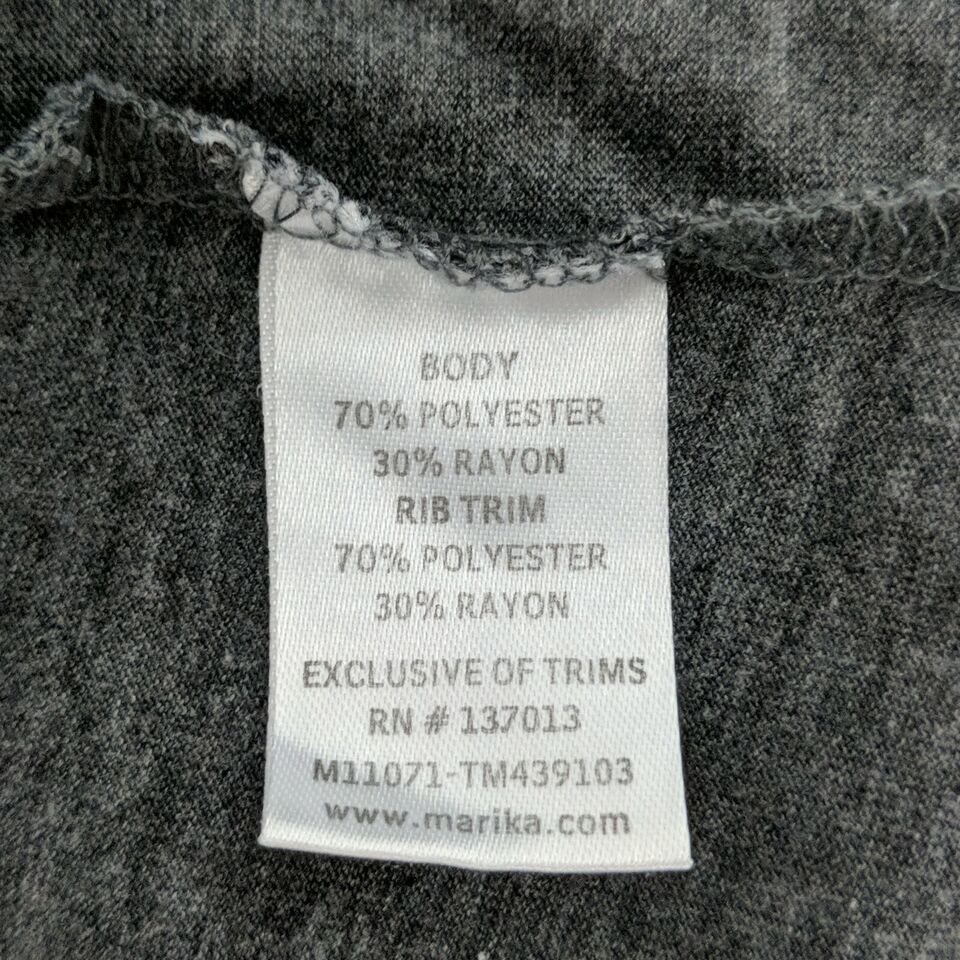 BODY
70% POLYESTER
30% RAYON
RIB TRIM
70% POLYESTER
30% RAYON
EXCLUSIVE OF TRIMS
RN # 137013
M11071-TM439103
www.marika.com